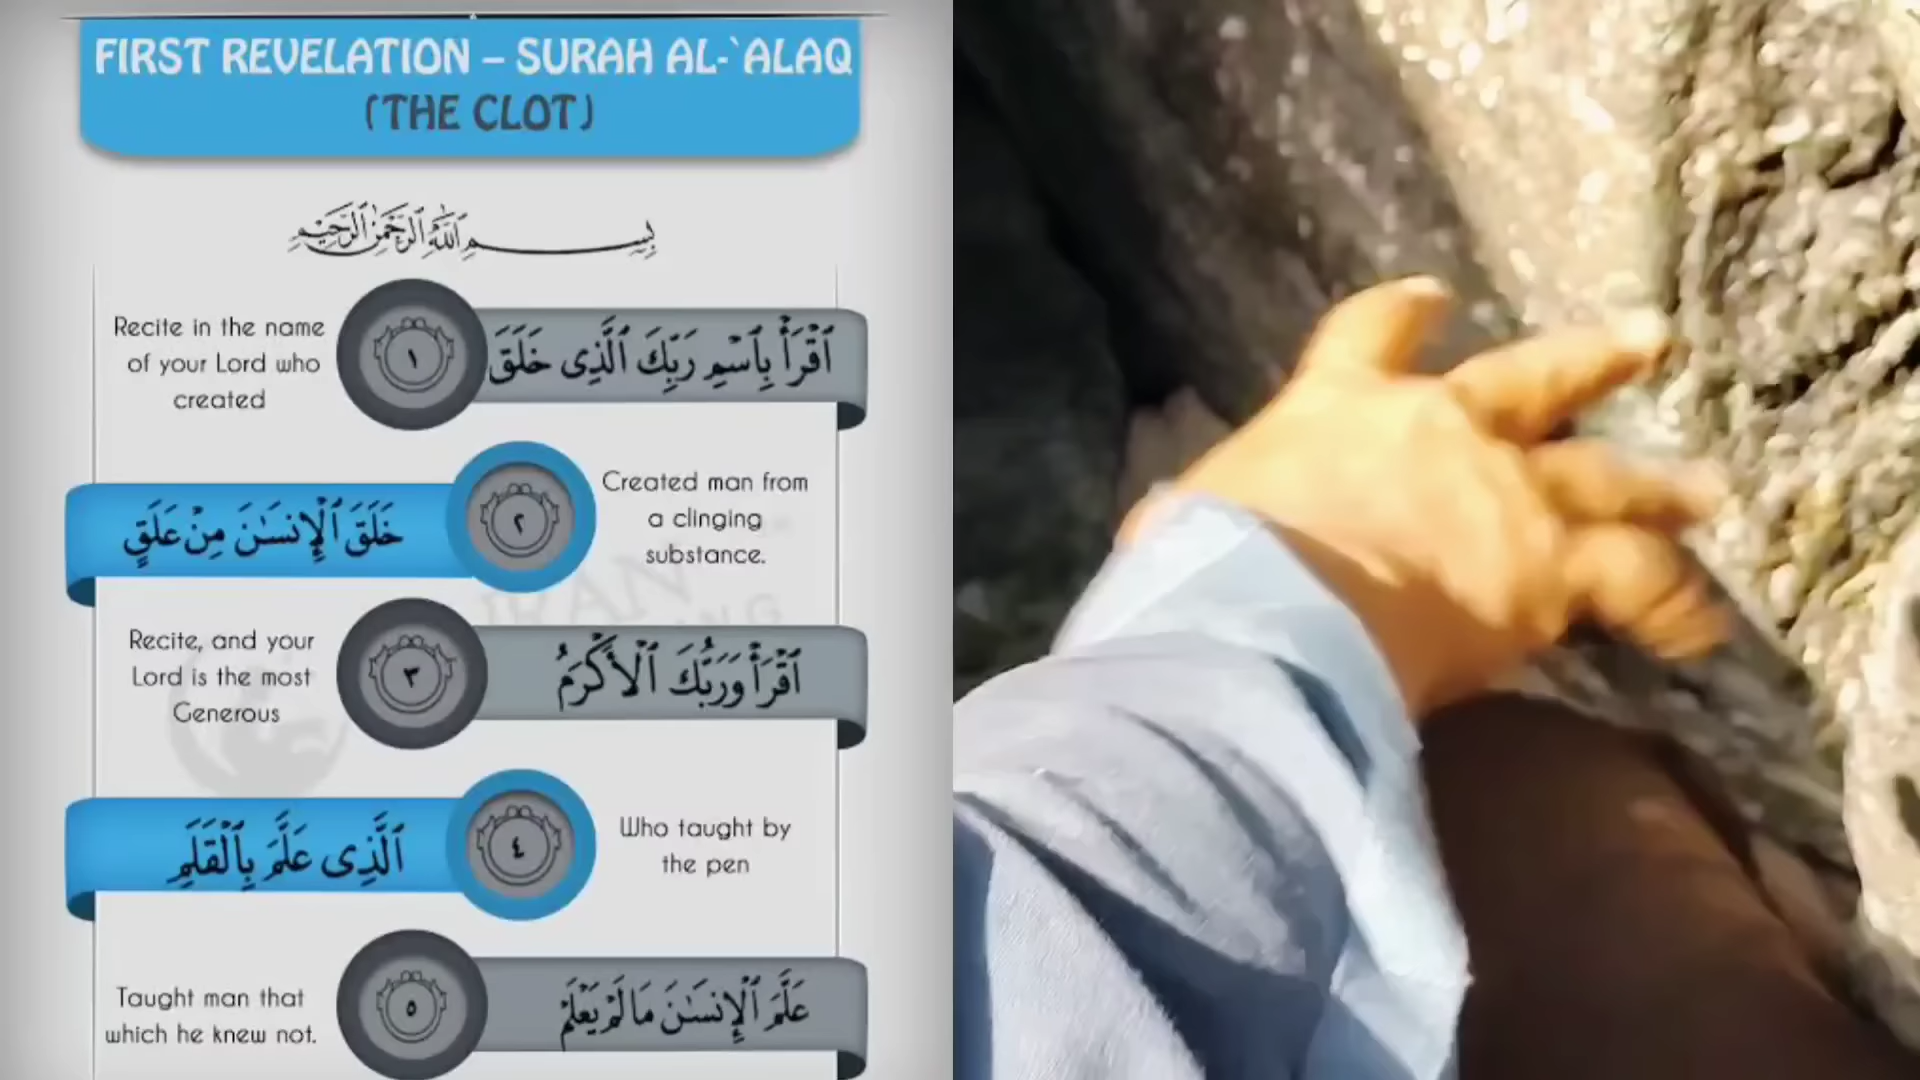 FIRST REVELATION – SURAH AL-`ALAQ
(THE CLOT)
بِسْمِ ٱللَّهِ ٱلرَّحْمَٰنِ ٱلرَّحِيمِ
Recite in the name
of your Lord who
created
١
ٱقْرَأْ بِٱسْمِ رَبِّكَ ٱلَّذِى خَلَقَ
خَلَقَ ٱلْإِنسَٰنَ مِنْ عَلَقٍ
٢
Created man from
a clinging
substance.
Recite, and your
Lord is the most
Generous
٣
ٱقْرَأْ وَرَبُّكَ ٱلْأَكْرَمُ
ٱلَّذِى عَلَّمَ بِٱلْقَلَمِ
٤
Who taught by
the pen
Taught man that
which he knew not.
٥
عَلَّمَ ٱلْإِنسَٰنَ مَا لَمْ يَعْلَمْ